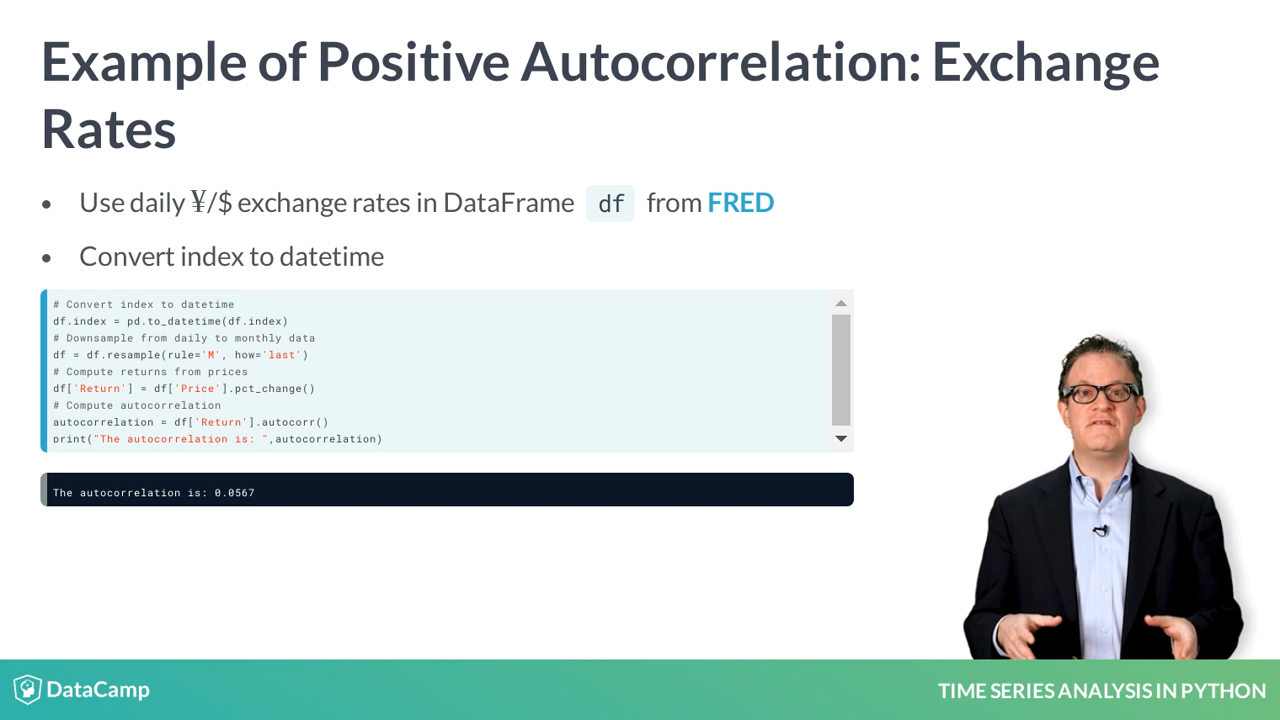 Example of Positive Autocorrelation: Exchange
Rates
• Use daily ¥/$ exchange rates in DataFrame df from FRED
• Convert index to datetime
# Convert index to datetime
df.index = pd.to_datetime(df.index)
# Downsample from daily to monthly data
df = df.resample(rule='M', how='last')
# Compute returns from prices
df['Return'] = df['Price'].pct_change()
# Compute autocorrelation
autocorrelation = df['Return'].autocorr()
print("The autocorrelation is: ",autocorrelation)
The autocorrelation is: 0.0567
DataCamp
TIME SERIES ANALYSIS IN PYTHON